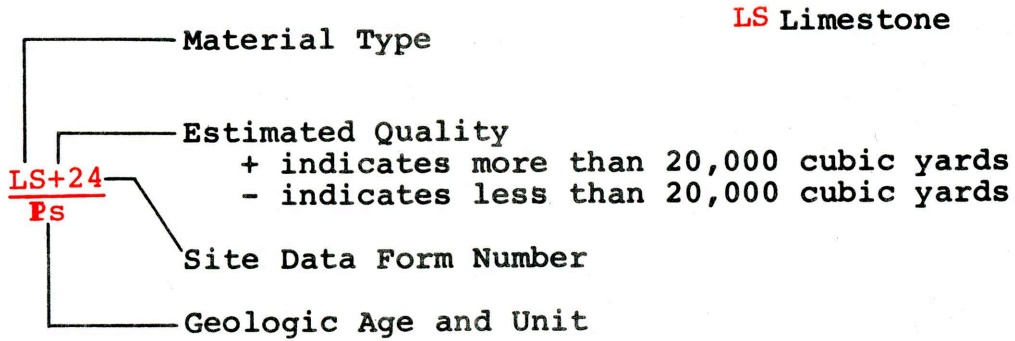 LS Limestone
Material Type
Estimated Quality
+ indicates more than 20,000 cubic yards
- indicates less than 20,000 cubic yards
LS+24
ℙs
Site Data Form Number
Geologic Age and Unit